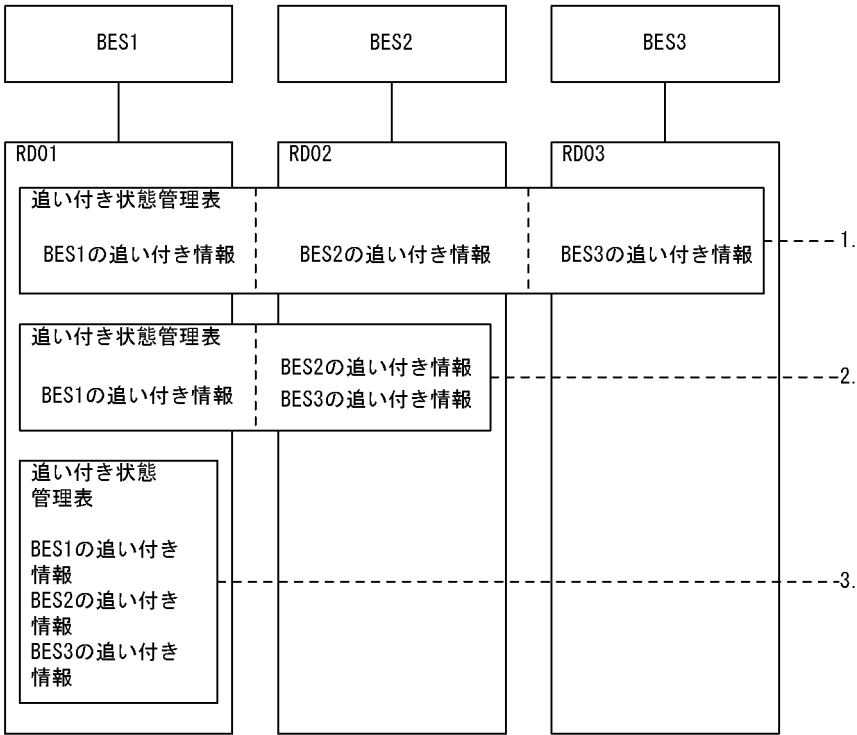 BES1
BES2
BES3
RD01
RD02
RD03
追い付き状態管理表
BES1の追い付き情報
BES2の追い付き情報
BES3の追い付き情報
1.
追い付き状態管理表
BES1の追い付き情報
BES2の追い付き情報
BES3の追い付き情報
2.
追い付き状態
管理表
BES1の追い付き
情報
BES2の追い付き
情報
BES3の追い付き
情報
3.